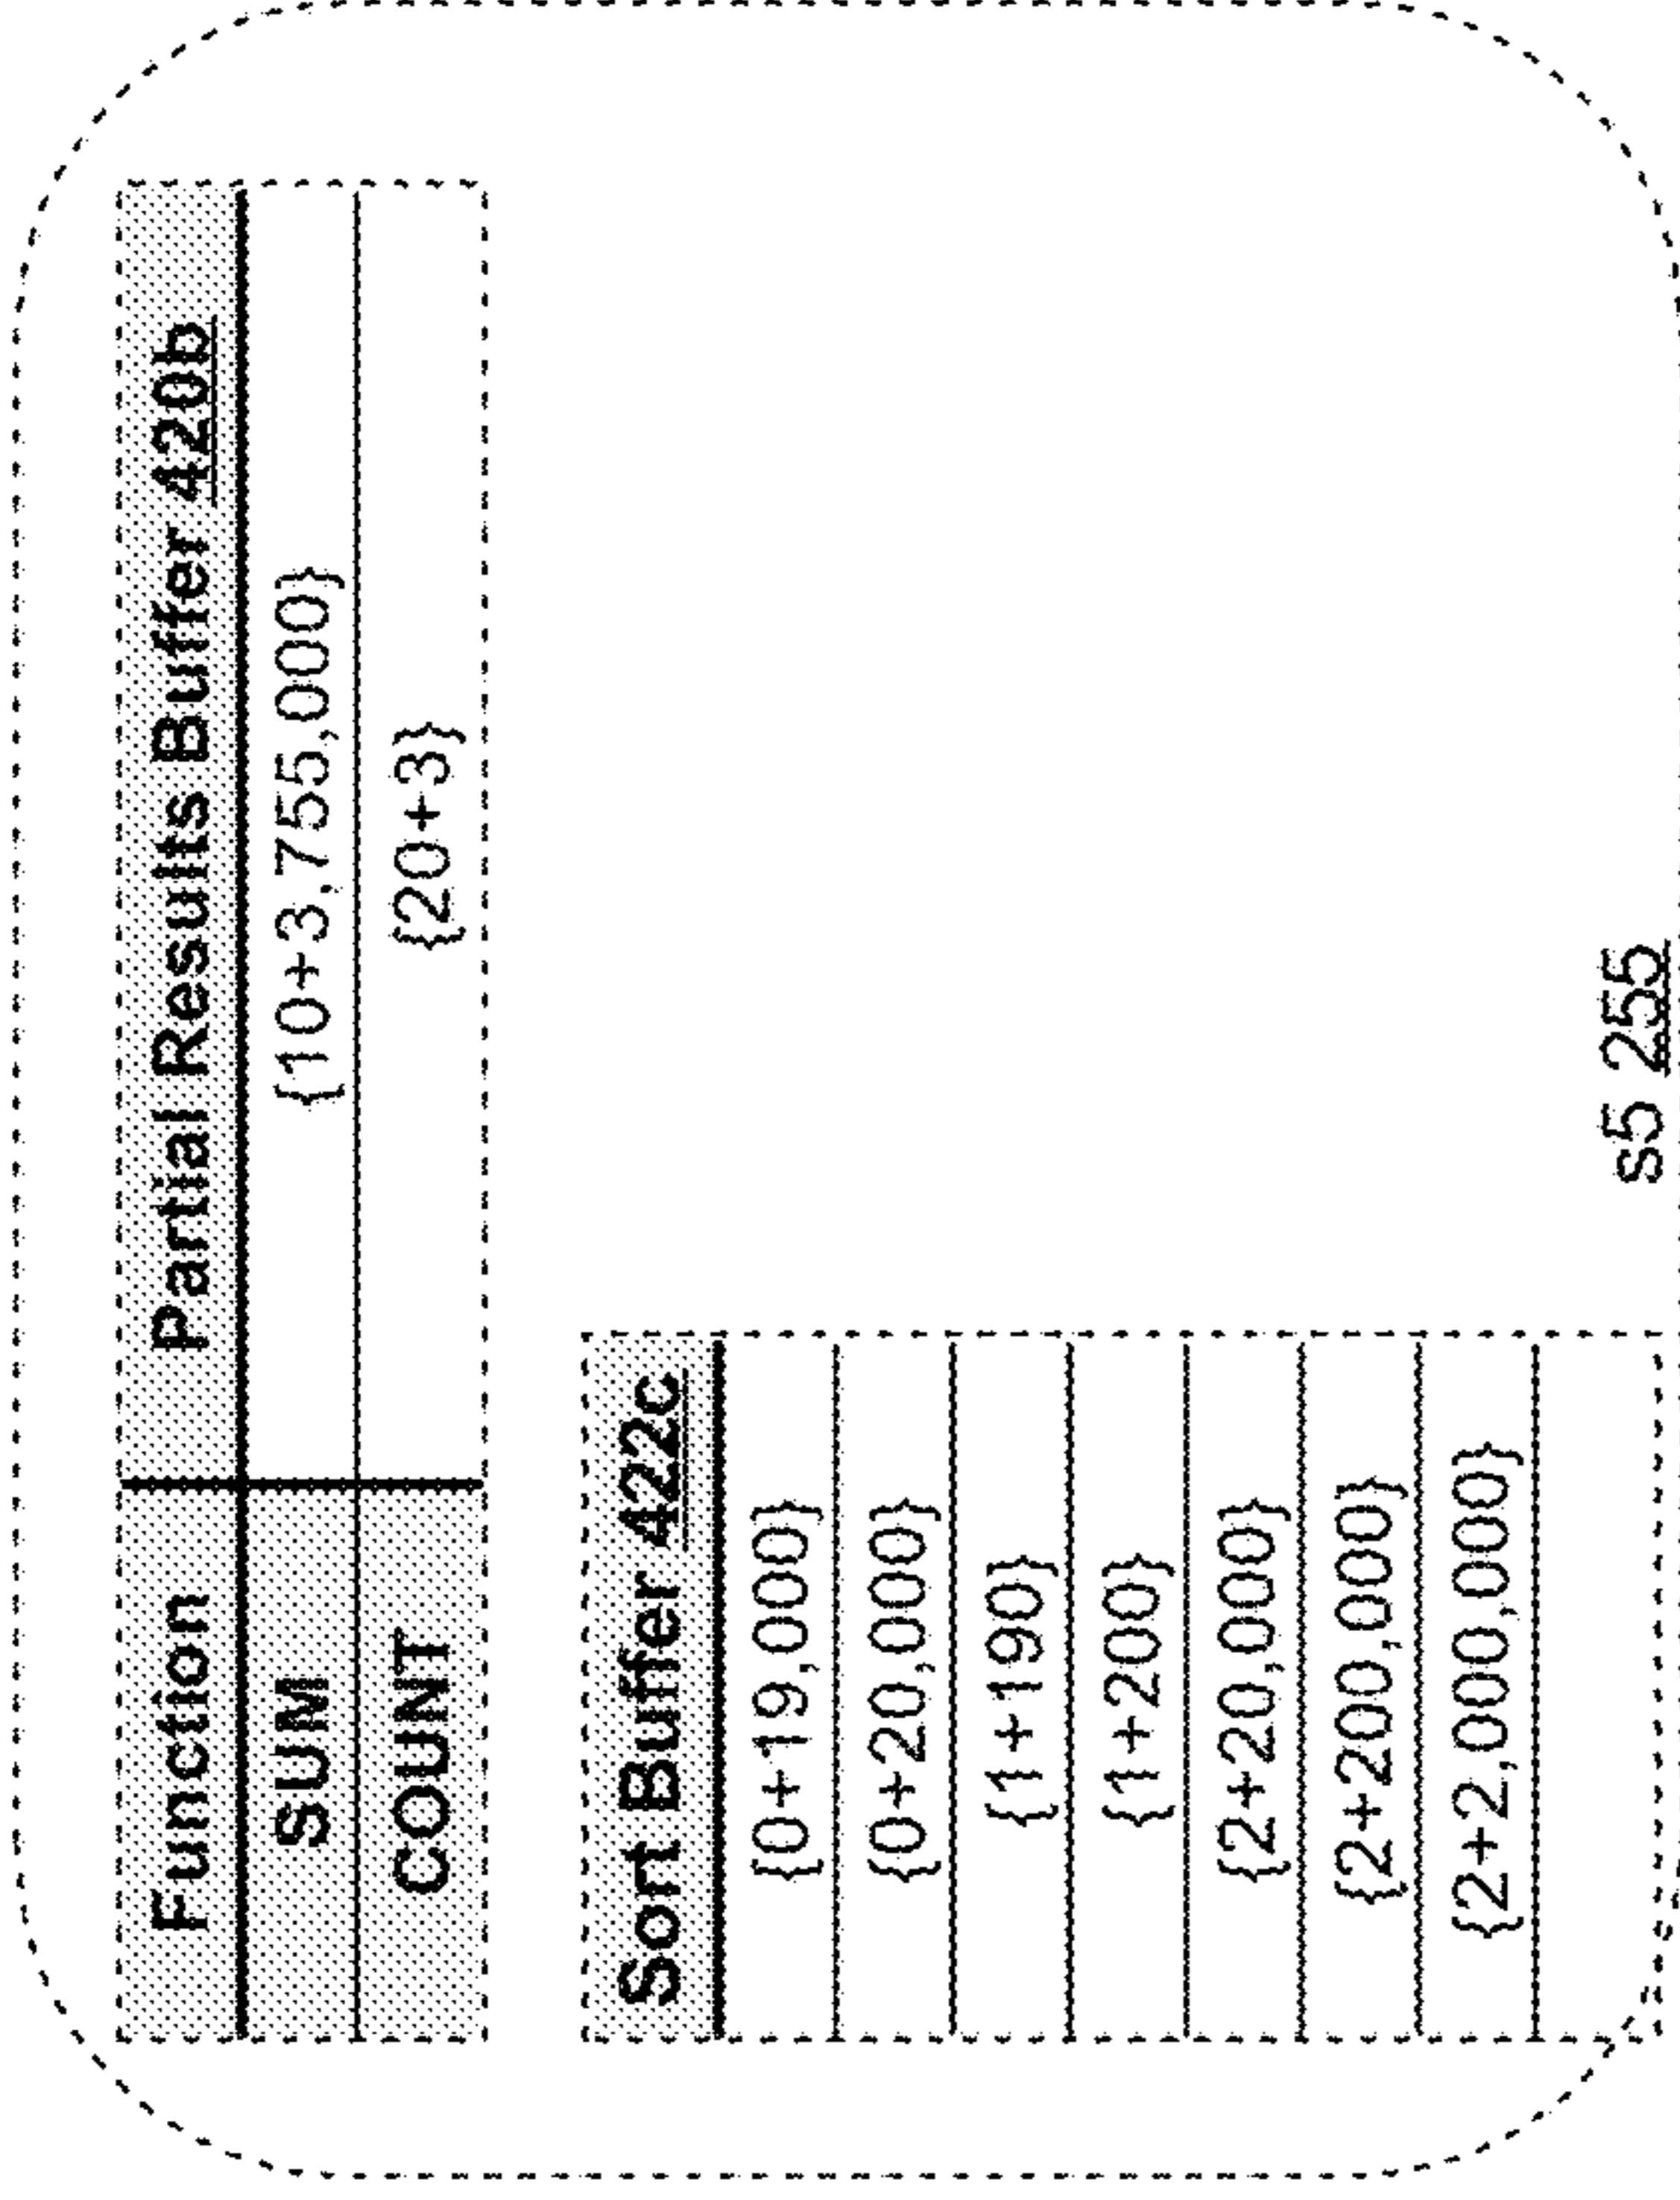 Function Partial Results Buffer 420b
SUM {10+3,755,000}
COUNT {20+3}
Sort Buffer 422c
{0+19,000}
{0+20,000}
{1+190}
{1+200}
{2+20,000}
{2+200,000}
{2+2,000,000}
s5 255